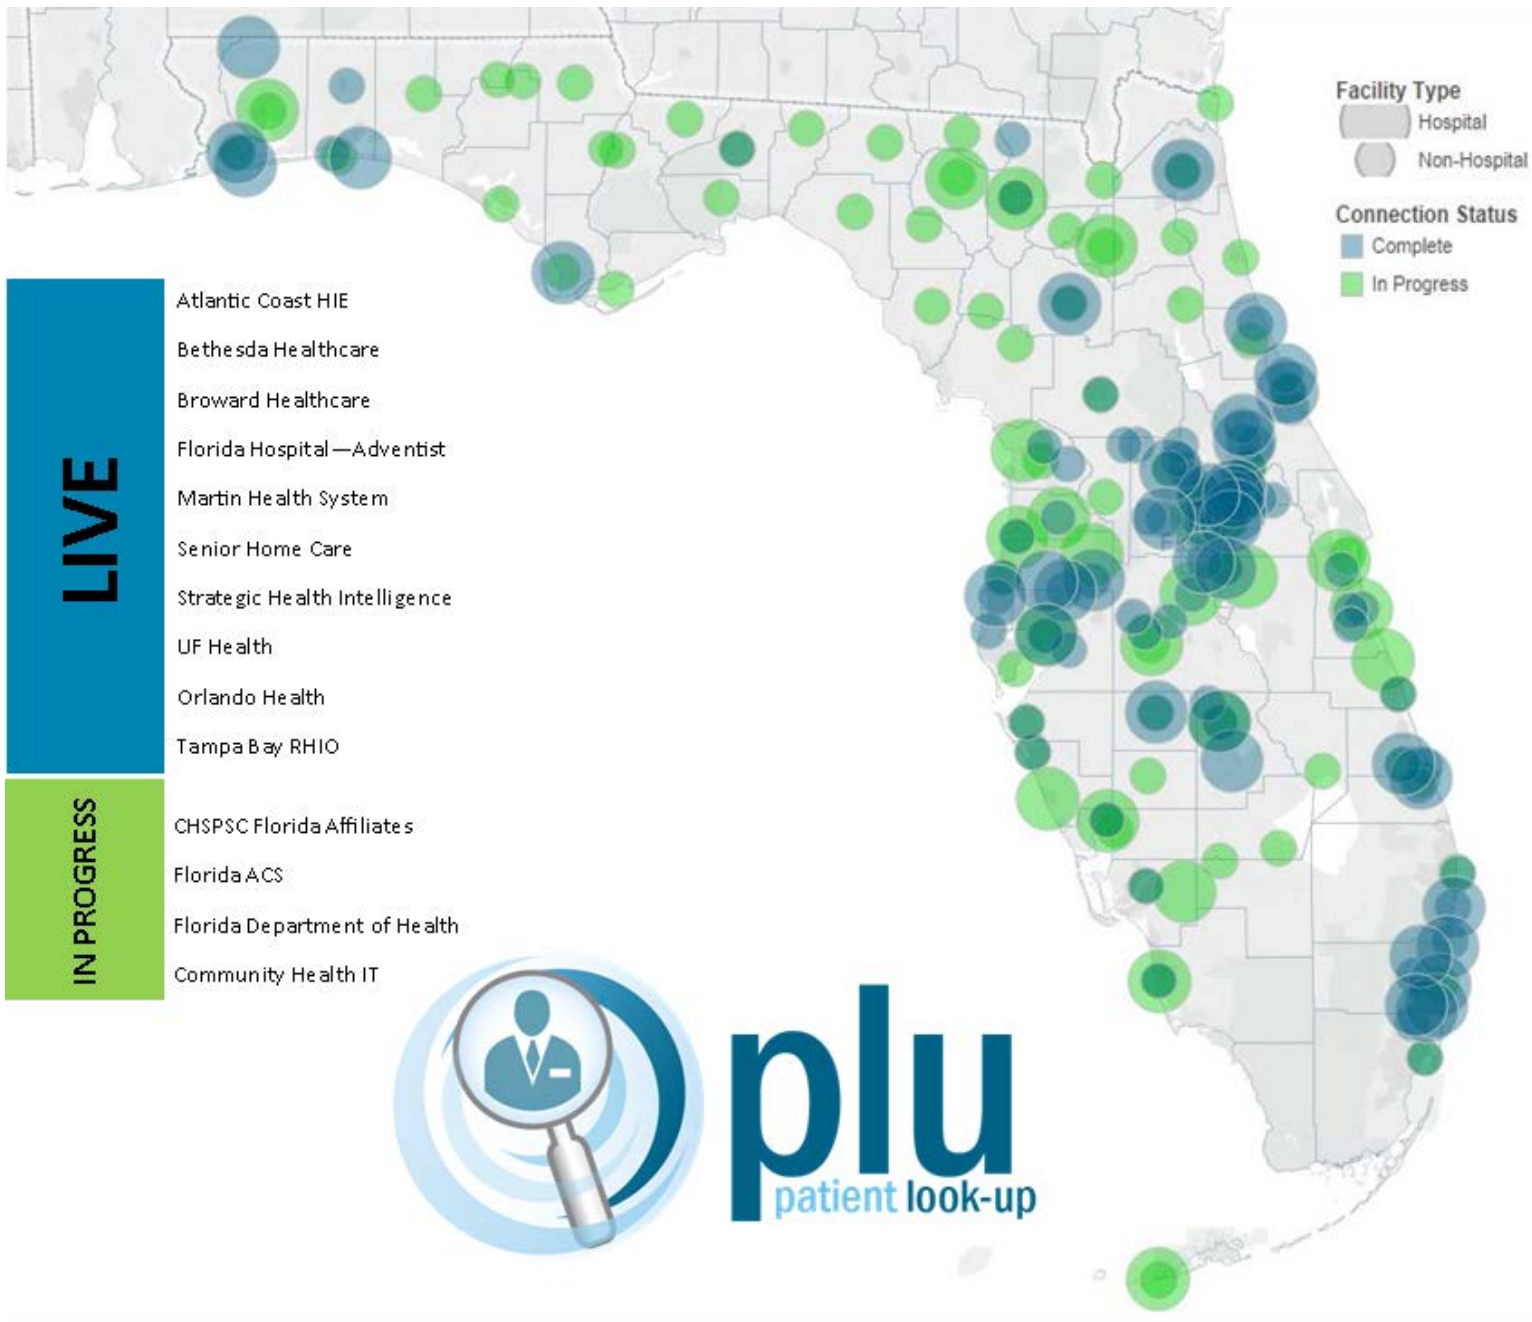 Facility Type
Hospital
Non-Hospital
Connection Status
Complete
In Progress
LIVE
Atlantic Coast HIE
Bethesda Healthcare
Broward Healthcare
Florida Hospital—Adventist
Martin Health System
Senior Home Care
Strategic Health Intelligence
UF Health
Orlando Health
Tampa Bay RHIO
IN PROGRESS
CHSPSC Florida Affiliates
Florida ACS
Florida Department of Health
Community Health IT
plu
patient look-up